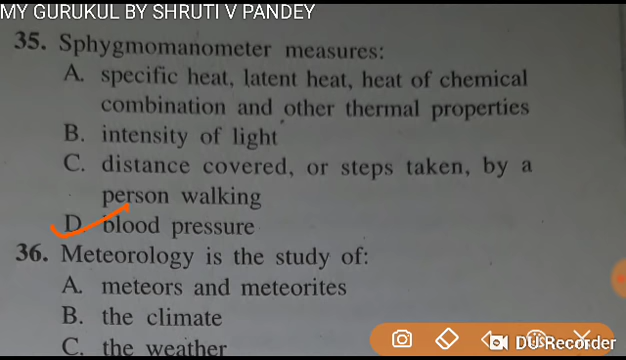 MY GURUKUL BY SHRUTI V PANDEY
35. Sphygmomanometer measures:
A. specific heat, latent heat, heat of chemical
combination and other thermal properties
B. intensity of light
C. distance covered, or steps taken, by a
person walking
D. blood pressure
36. Meteorology is the study of:
A. meteors and meteorites
B. the climate
C. the weather
DU Recorder